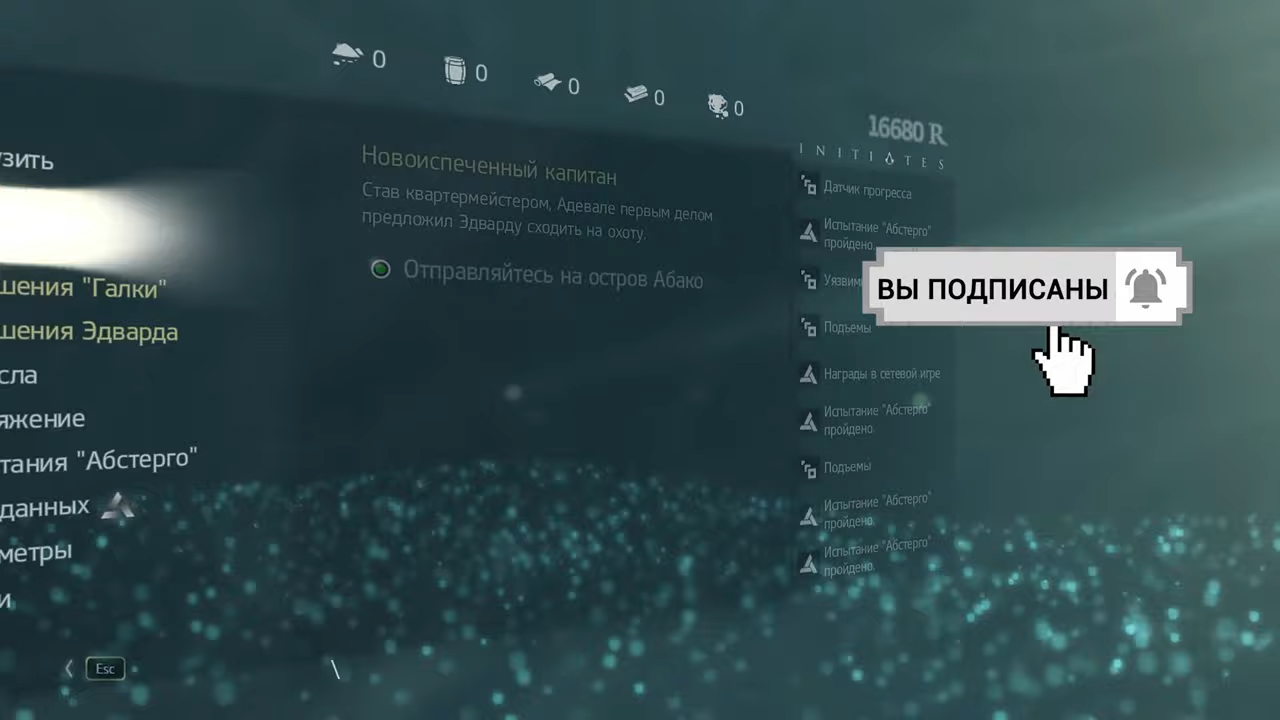 0
0
0
0
0
16680 R
INITIATES
узить
шения "Галки"
шения Эдварда
сла
яжение
тания "Абстерго"
данных
метры
и
Esc
Новоиспеченный капитан
Став квартермейстером, Адевале первым делом
предложил Эдварду сходить на охоту.
Отправляйтесь на остров Абако
Датчик прогресса
Испытание "Абстерго"
пройдено.
Уязвим
Подъемы
Награды в сетевой игре
Испытание "Абстерго"
пройдено.
Подъемы
Испытание "Абстерго"
пройдено.
Испытание "Абстерго"
пройдено.
ВЫ ПОДПИСАНЫ